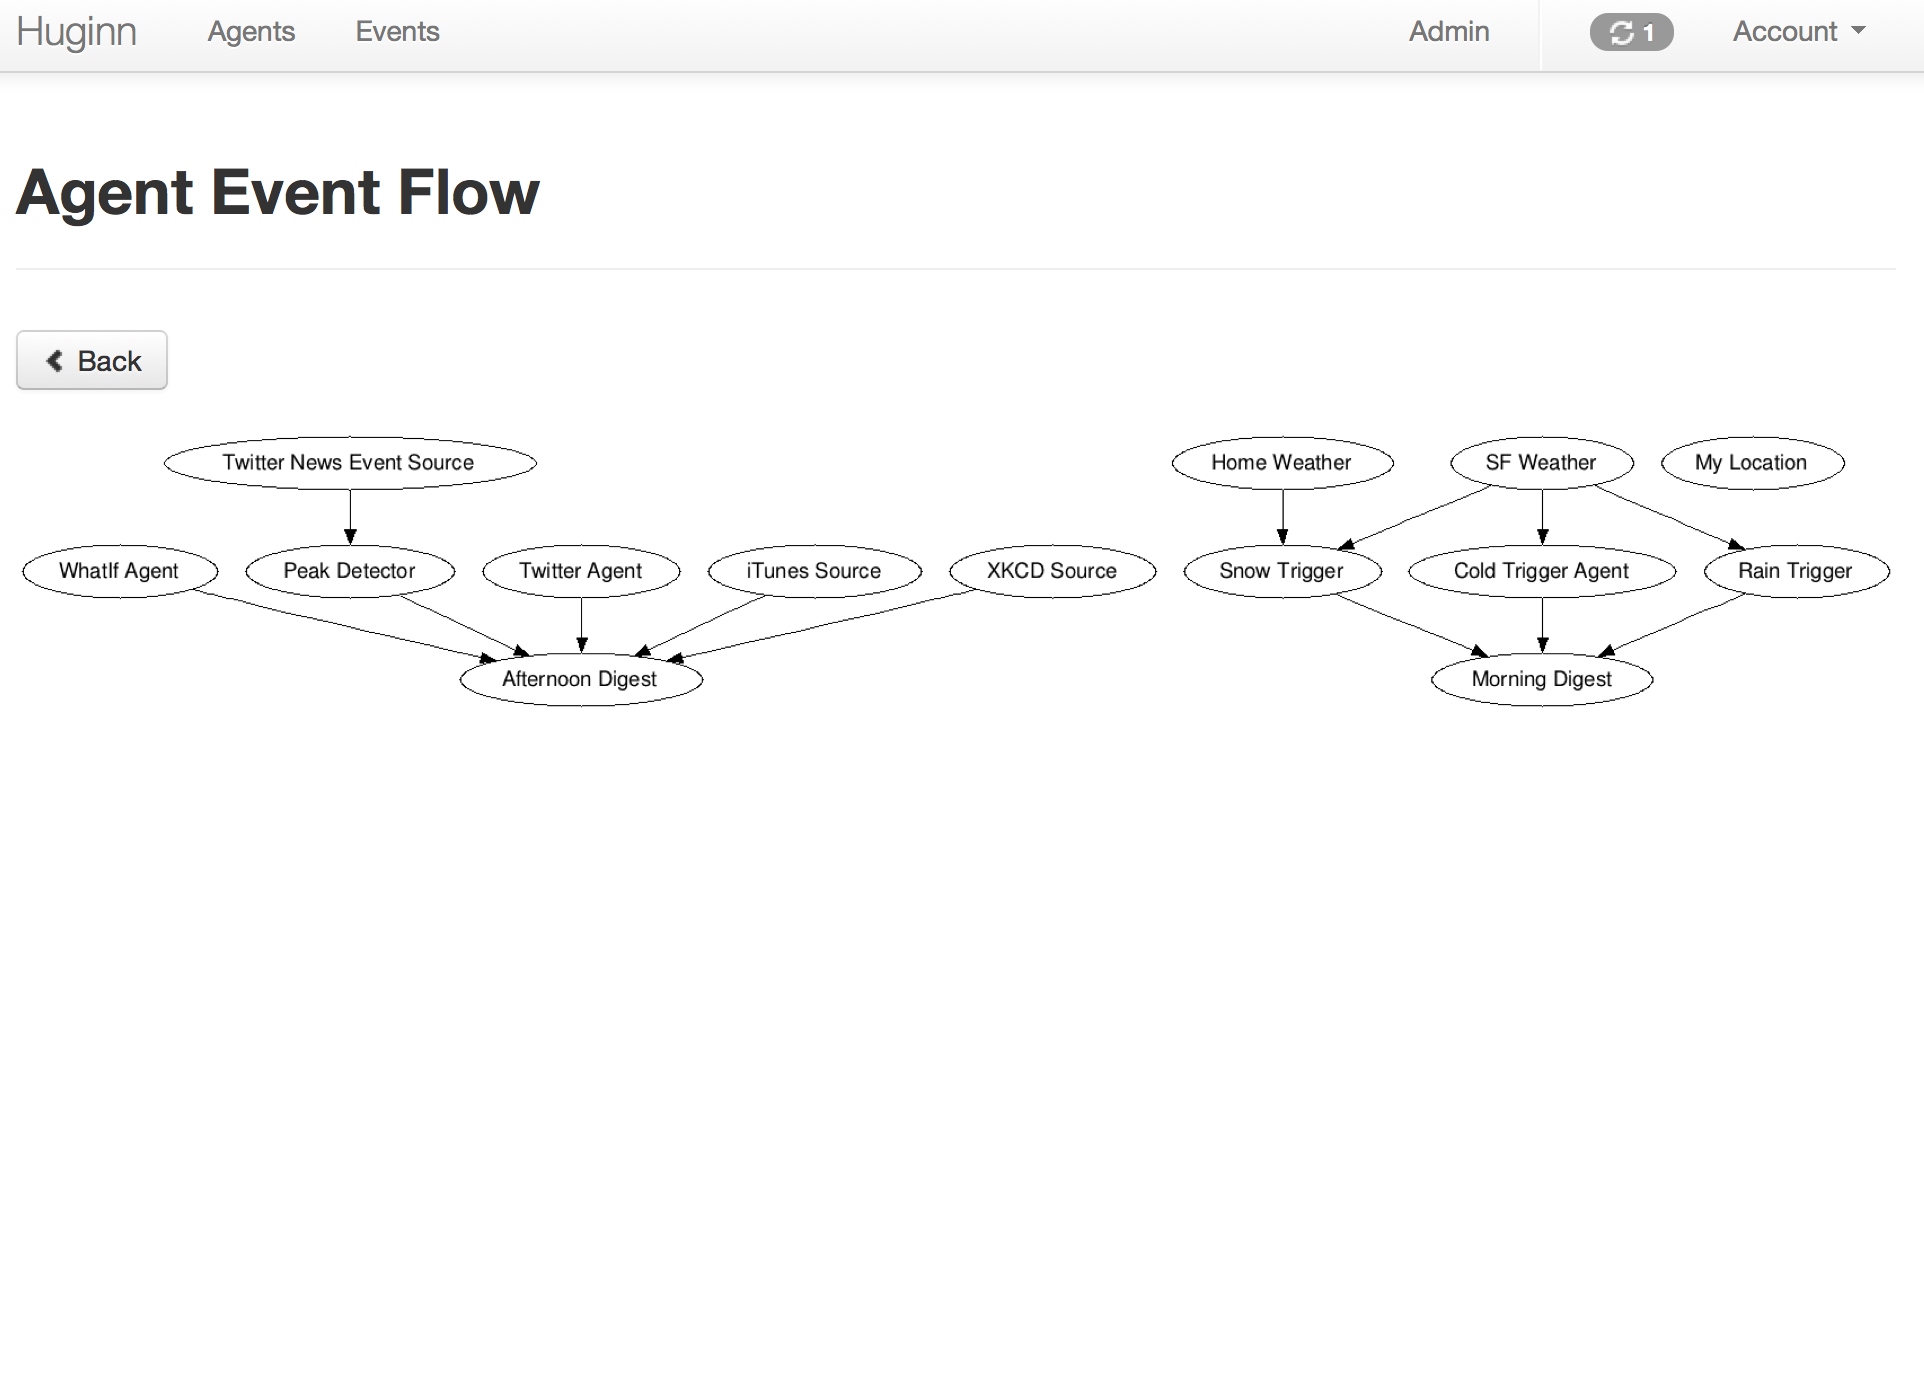 Huginn Agents Events Admin 1 Account
Agent Event Flow
Back
Twitter News Event Source Home Weather SF Weather My Location
WhatIf Agent Peak Detector Twitter Agent iTunes Source XKCD Source Snow Trigger Cold Trigger Agent Rain Trigger
Afternoon Digest Morning Digest